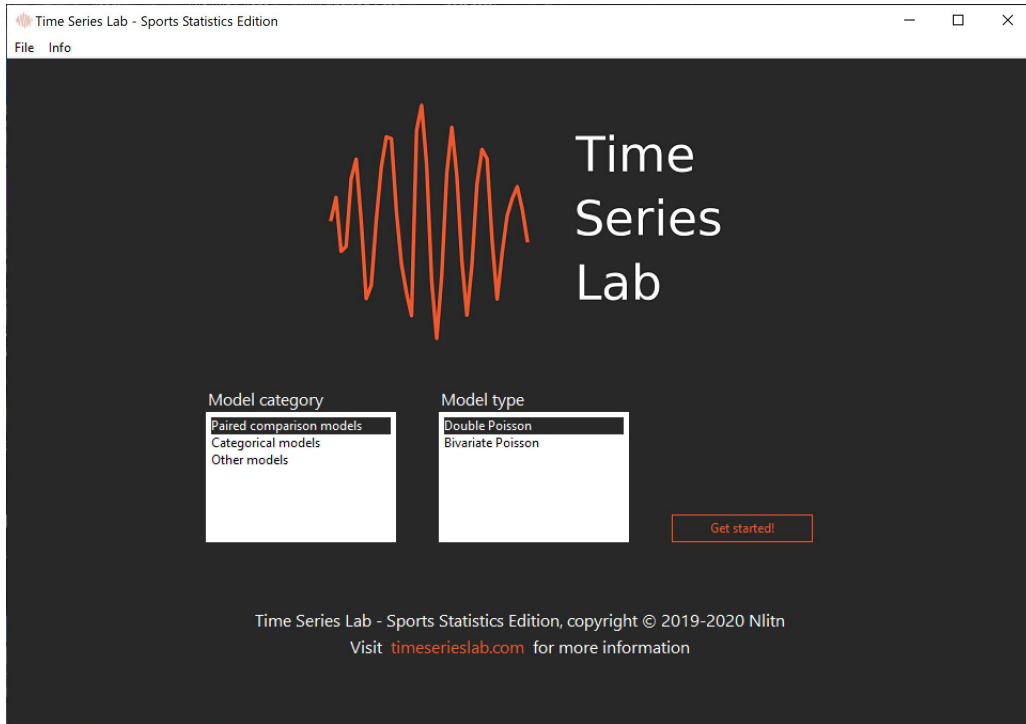 Time Series Lab - Sports Statistics Edition
File Info
Time
Series
Lab
Model category
Paired comparison models
Categorical models
Other models
Model type
Double Poisson
Bivariate Poisson
Get started!
Time Series Lab - Sports Statistics Edition, copyright © 2019-2020 Nlitn
Visit timeserieslab.com for more information